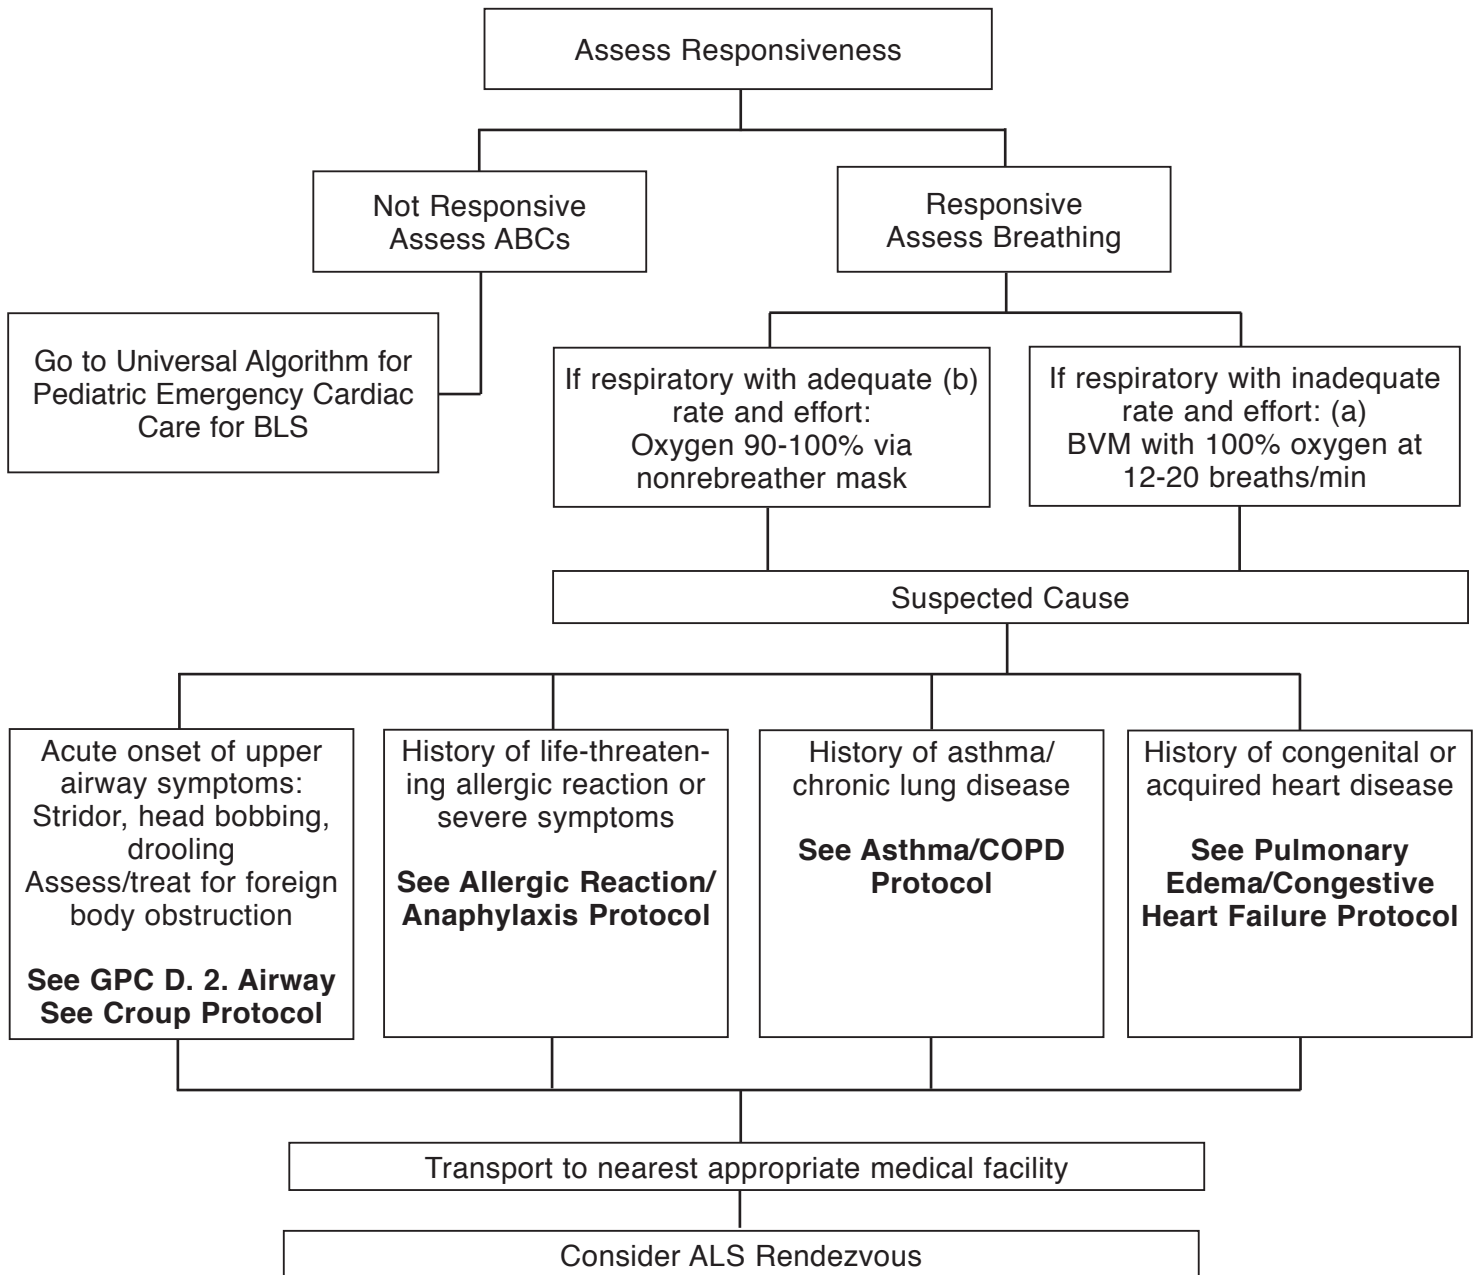 Assess Responsiveness
Not Responsive
Assess ABCs
Responsive
Assess Breathing
Go to Universal Algorithm for
Pediatric Emergency Cardiac
Care for BLS
If respiratory with adequate (b)
rate and effort:
Oxygen 90-100% via
nonrebreather mask
If respiratory with inadequate
rate and effort: (a)
BVM with 100% oxygen at
12-20 breaths/min
Suspected Cause
Acute onset of upper
airway symptoms:
Stridor, head bobbing,
drooling
Assess/treat for foreign
body obstruction
See GPC D. 2. Airway
See Croup Protocol
History of life-threaten-
ing allergic reaction or
severe symptoms
See Allergic Reaction/
Anaphylaxis Protocol
History of asthma/
chronic lung disease
See Asthma/COPD
Protocol
History of congenital or
acquired heart disease
See Pulmonary
Edema/Congestive
Heart Failure Protocol
Transport to nearest appropriate medical facility
Consider ALS Rendezvous